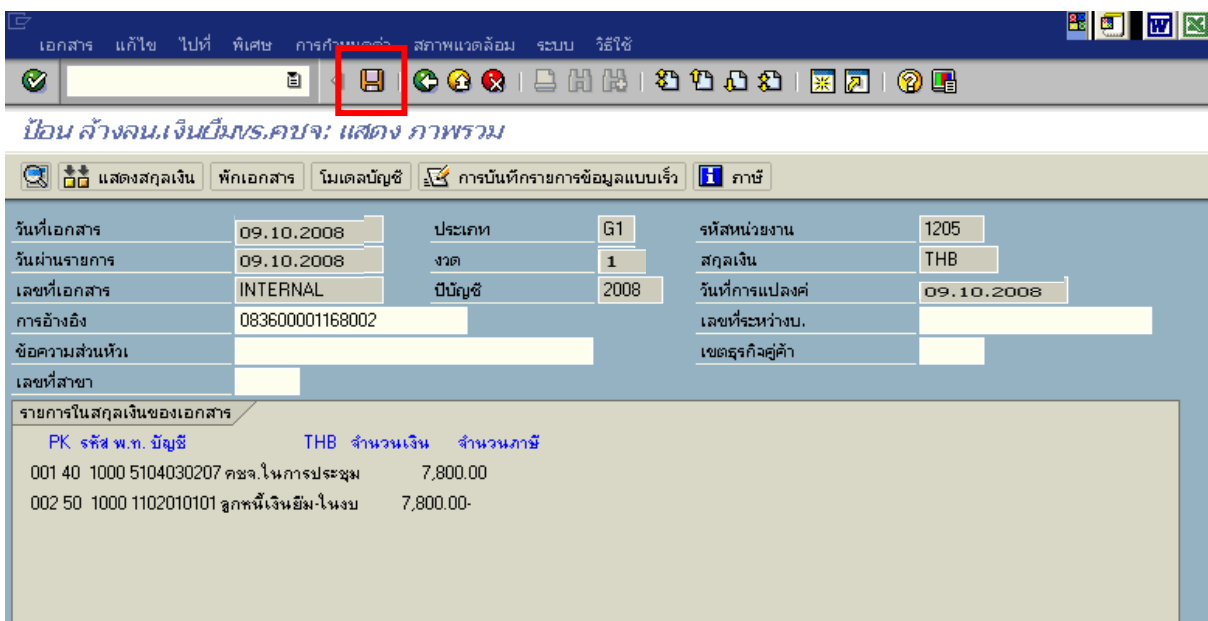 เอกสาร แก้ไข ไปที่ พิเศษ การกำหนดค่า สภาพแวดล้อม ระบบ วิธีใช้
ป้อน ล้างลน.เงินยืมvs.คชจ: แสดง ภาพรวม
แสดงสกุลเงิน พักเอกสาร โมเดลบัญชี การบันทึกรายการข้อมูลแบบเร็ว ภาษี
วันที่เอกสาร 09.10.2008 ประเภท G1 รหัสหน่วยงาน 1205
วันผ่านรายการ 09.10.2008 งวด 1 สกุลเงิน THB
เลขที่เอกสาร INTERNAL ปีบัญชี 2008 วันที่การแปลงค่ 09.10.2008
การอ้างอิง 083600001168002 เลขที่ระหว่างบ.
ข้อความส่วนหัวเ เขตธุรกิจคู่ค้า
เลขที่สาขา
รายการในสกุลเงินของเอกสาร
PK รหัส พ.ท. บัญชี THB จำนวนเงิน จำนวนภาษี
001 40 1000 5104030207 คชจ.ในการประชุม 7,800.00
002 50 1000 1102010101 ลูกหนี้เงินยืม-ในงบ 7,800.00-